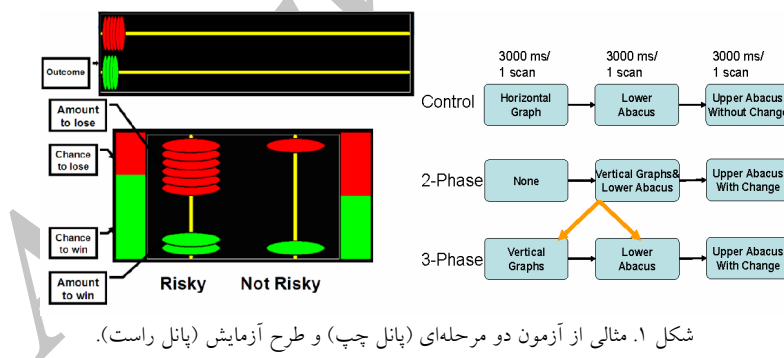 Outcome
Amount
to lose
Chance
to lose
Chance
to win
Amount
to win
Risky
Not Risky
3000 ms/
1 scan
3000 ms/
1 scan
3000 ms/
1 scan
Control
Horizontal
Graph
Lower
Abacus
Upper Abacus
Without Change
2-Phase
None
Vertical Graphs&
Lower Abacus
Upper Abacus
With Change
3-Phase
Vertical
Graphs
Lower
Abacus
Upper Abacus
With Change
شکل ۱. مثالی از آزمون دو مرحله‌ای (پانل چپ) و طرح آزمایش (پانل راست).